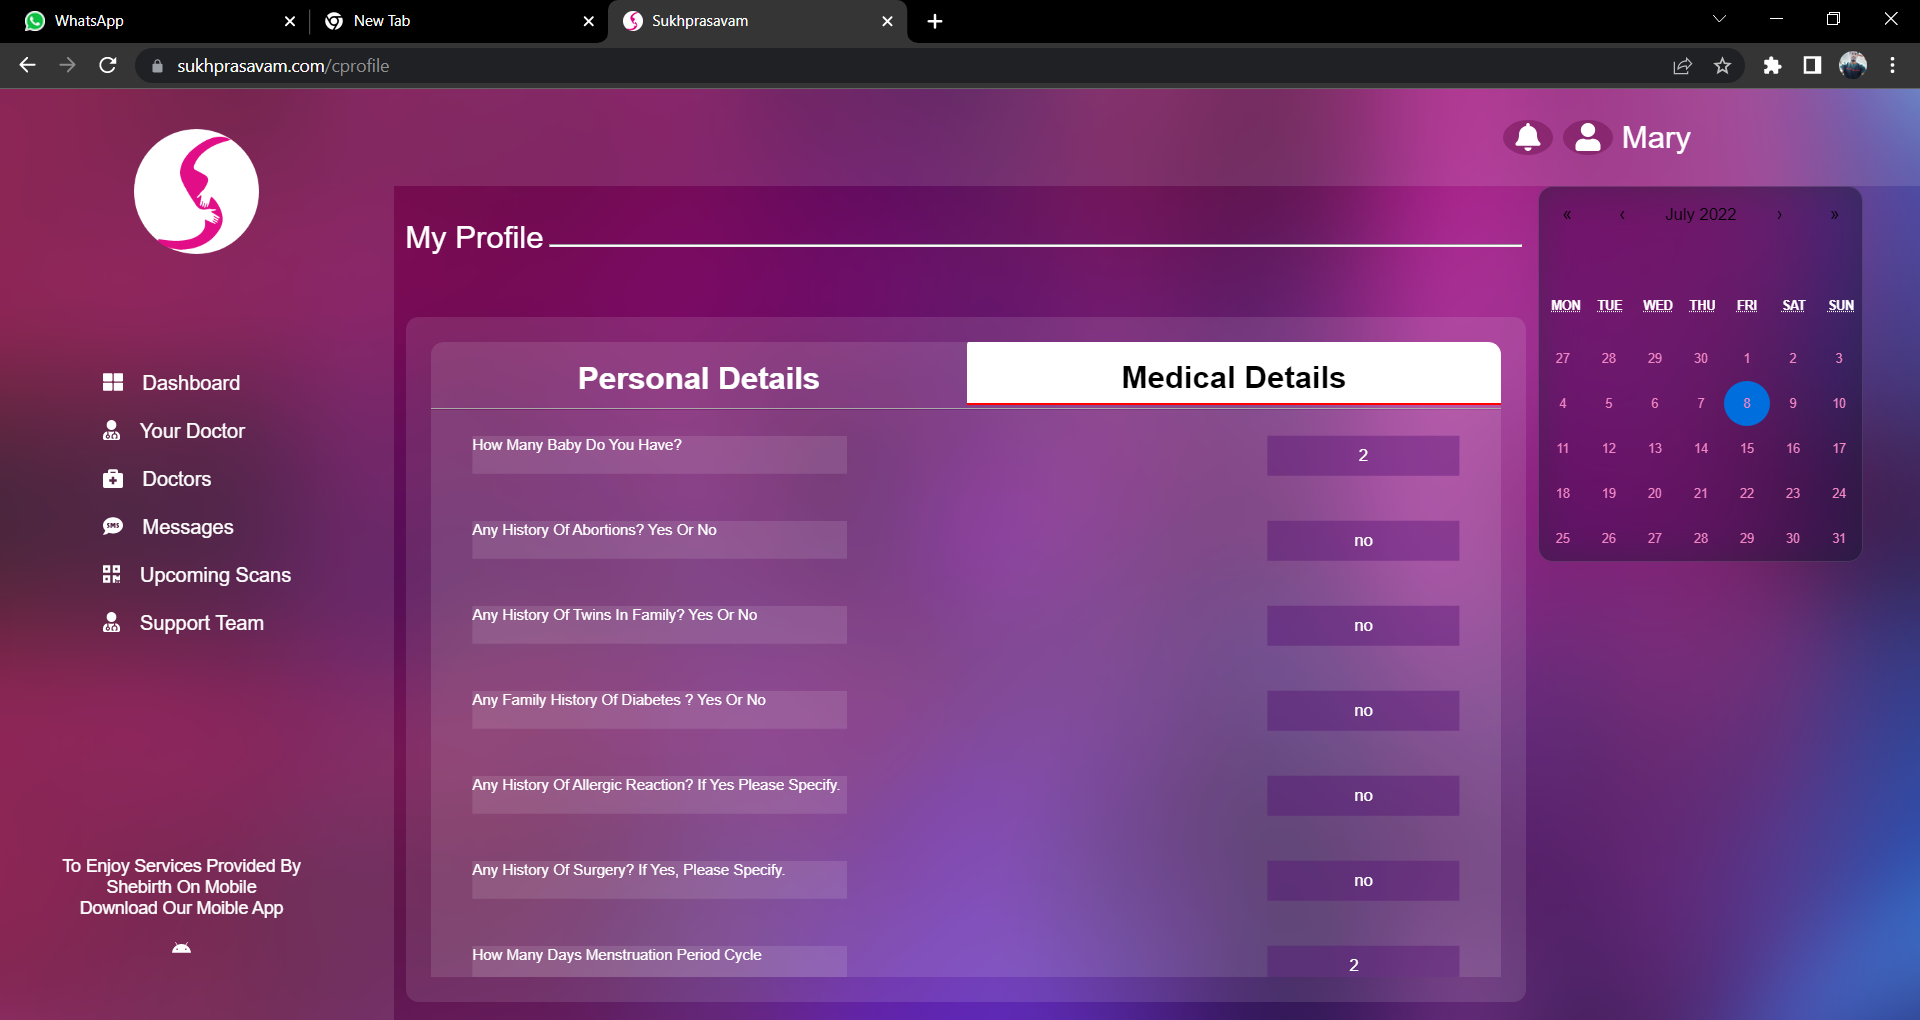 WhatsApp
New Tab
Sukhprasavam
sukhprasavam.com/cprofile
Mary
My Profile
Dashboard
Your Doctor
Doctors
SMS Messages
Upcoming Scans
Support Team
To Enjoy Services Provided By
Shebirth On Mobile
Download Our Moible App
Personal Details Medical Details
How Many Baby Do You Have? 2
Any History Of Abortions? Yes Or No no
Any History Of Twins In Family? Yes Or No no
Any Family History Of Diabetes ? Yes Or No no
Any History Of Allergic Reaction? If Yes Please Specify. no
Any History Of Surgery? If Yes, Please Specify. no
How Many Days Menstruation Period Cycle 2
« ‹ July 2022 › »
MON TUE WED THU FRI SAT SUN
27 28 29 30 1 2 3
4 5 6 7 8 9 10
11 12 13 14 15 16 17
18 19 20 21 22 23 24
25 26 27 28 29 30 31